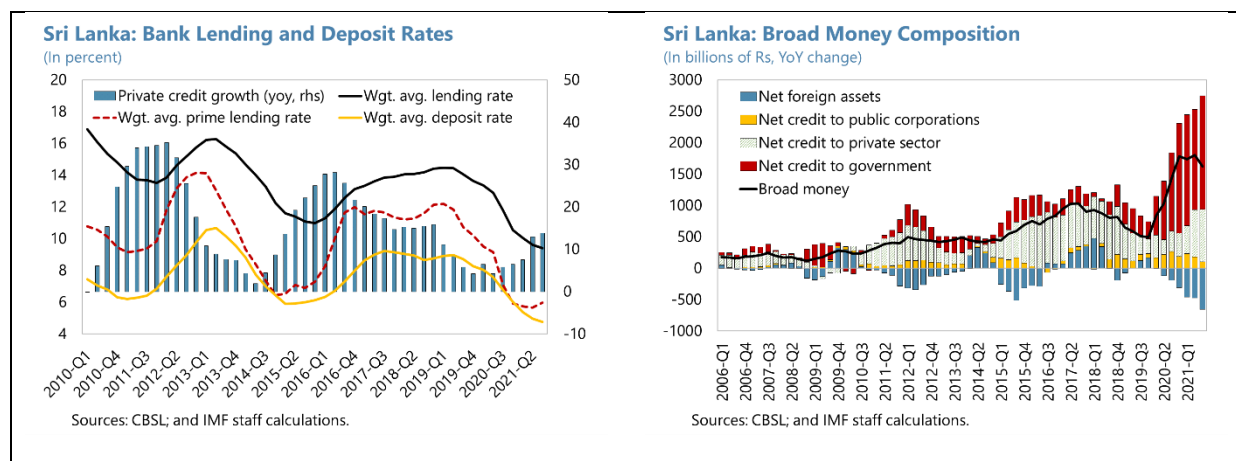 Sri Lanka: Bank Lending and Deposit Rates
(In percent)
20
18
16
14
12
10
8
6
4
50
40
30
20
10
0
-10
Private credit growth (yoy, rhs)
Wgt. avg. lending rate
Wgt. avg. prime lending rate
Wgt. avg. deposit rate
2010-Q1
2010-Q4
2011-Q3
2012-Q2
2013-Q1
2013-Q4
2014-Q3
2015-Q2
2016-Q1
2016-Q4
2017-Q3
2018-Q2
2019-Q1
2019-Q4
2020-Q3
2021-Q2
Sources: CBSL; and IMF staff calculations.
Sri Lanka: Broad Money Composition
(In billions of Rs, YoY change)
3000
2500
2000
1500
1000
500
0
-500
-1000
Net foreign assets
Net credit to public corporations
Net credit to private sector
Net credit to government
Broad money
2006-Q1
2006-Q4
2007-Q3
2008-Q2
2009-Q1
2009-Q4
2010-Q3
2011-Q2
2012-Q1
2012-Q4
2013-Q3
2014-Q2
2015-Q1
2015-Q4
2016-Q3
2017-Q2
2018-Q1
2018-Q4
2019-Q3
2020-Q2
2021-Q1
Sources: CBSL; and IMF staff calculations.